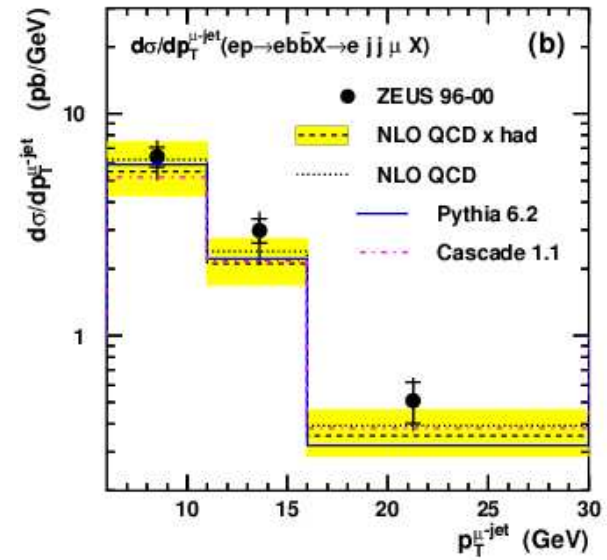 dσ/dp_T^{μ-jet}(ep→ebb̄X→e j j μ X) (b)
ZEUS 96-00
NLO QCD x had
NLO QCD
Pythia 6.2
Cascade 1.1
dσ/dp_T^{μ-jet} (pb/GeV)
10
1
10 15 20 25 30
p_T^{μ-jet} (GeV)